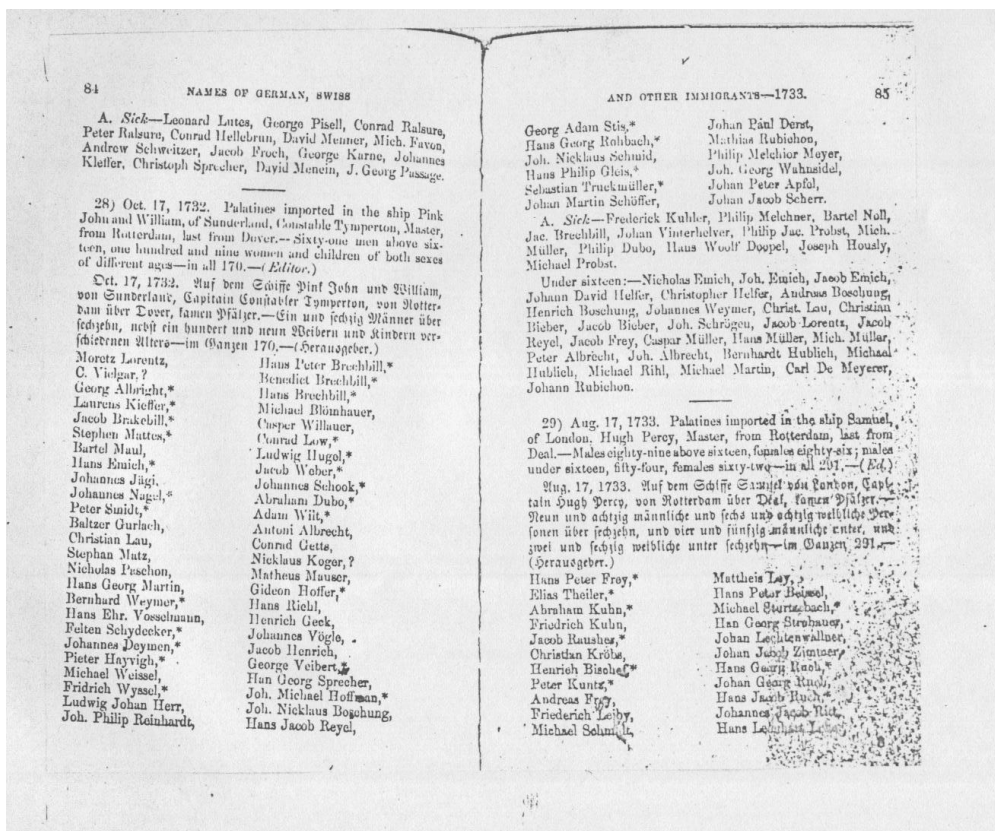 84
NAMES OF GERMAN, SWISS
A. Sick—Leonard Lutes, George Pisell, Conrad Ralsure,
Peter Ralsure, Conrad Hellebrun, David Menner, Mich. Favon,
Andrew Schweitzer, Jacob Froch, George Karne, Johannes
Kleffer, Christoph Sprecher, David Monein, J. Georg Passage.
28) Oct. 17, 1732. Palatines imported in the ship Pink
John and William, of Sunderland, Constable Tymperton, Master,
from Rotterdam, last from Dover.—Sixty-one men above six-
teen, one hundred and nine women and children of both sexes
of different ages—in all 170.—(Editor.)
Oct. 17, 1732. Auf dem Schiffe Pink John und William,
von Sunderland, Capitain Constabler Tymperton, von Rotter-
dam über Dover, kamen Pfälzer.—Ein und sechzig Männer über
sechzehn, nebst ein hundert und neun Weibern und Kindern ver-
schiedenen Alters—im Ganzen 170.—(Herausgeber.)
Moretz Lorentz,
C. Vielgar.?
Georg Albright,*
Laurens Kieffer,*
Jacob Brakebill,*
Stephen Mattes,*
Bartel Maul,
Hans Emich,*
Johannes Jägi,
Johannes Nagel,*
Peter Smidt,*
Baltzer Gurlach,
Christian Lau,
Stephan Matz,
Nicholas Paschon,
Hans Georg Martin,
Bernhard Weymer,*
Hans Ehr. Vosselmann,
Feiten Schydecker,*
Johannes Deymen,*
Pieter Hayvigh,*
Michael Weissel,
Fridrich Wyssel,*
Ludwig Johan Herr,
Joh. Philip Reinhardt,
Hans Peter Brechbill,*
Benedict Brechbill,*
Hans Brechbill,*
Michael Blömhauer,
Casper Willauer,
Conrad Low,*
Ludwig Hugol,*
Jacob Weber,*
Johannes Schook,*
Abraham Dubo,*
Adam Wilt,*
Antoni Albrecht,
Conrad Getts,
Nicklaus Koger,?
Matheus Mauser,
Gideon Hoffer,*
Hans Riehl,
Henrich Geck,
Johannes Vögle,
Jacob Henrich,
George Veibert,*
Han Georg Sprecher,
Joh. Michael Hoffman,*
Joh. Nicklaus Boschung,
Hans Jacob Reyel,
AND OTHER IMMIGRANTS—1733.
85
Georg Adam Stis,*
Hans Georg Rohbach,*
Joh. Nicklaus Schmid,
Hans Philip Gleis,*
Sebastian Truckmüller,*
Johan Martin Schöffer,
Johan Paul Derst,
Mathias Rubichon,
Philip Melchior Meyer,
Joh. Georg Wahnsidel,
Johan Peter Apfel,
Johan Jacob Scherr.
A. Sick—Frederick Kuhler, Philip Melchner, Bartel Noll,
Jac. Brechbill, Johan Vinterhelver, Philip Jac. Probst, Mich.
Müller, Philip Dubo, Haus Woolf Doppel, Joseph Hously,
Michael Probst.
Under sixteen:—Nicholas Emich, Joh. Emich, Jacob Emich,
Johann David Helfer, Christopher Helfer, Andreas Boschung,
Henrich Boschung, Johannes Weymer, Christ. Lau, Christian
Bieber, Jacob Bieber, Joh. Schrögen, Jacob Lorentz, Jacob
Reyel, Jacob Frey, Caspar Müller, Hans Müller, Mich. Müller,
Peter Albrecht, Joh. Albrecht, Bernhardt Hublich, Michael
Hublich, Michael Rihl, Michael Martin, Carl De Meyerer,
Johann Rubichon.
29) Aug. 17, 1733. Palatines imported in the ship Samuel,
of London, Hugh Percy, Master, from Rotterdam, last from
Deal.—Males eighty-nine above sixteen, females eighty-six; males
under sixteen, fifty-four, females sixty-two—in all 291.—(Ed.)
Aug. 17, 1733. Auf dem Schiffe Samuel von London, Capi-
tain Hugh Percy, von Rotterdam über Deal, kamen Pfälzer.—
Neun und achtzig männliche und sechs und achtzig weibliche Per-
sonen über sechzehn, und vier und fünfzig männliche unter, und
zwei und sechzig weibliche unter sechzehn—im Ganzen 291.—
(Herausgeber.)
Hans Peter Frey,*
Elias Theiler,*
Abraham Kuhn,*
Friedrich Kuhn,
Jacob Raushes,*
Christian Kröbs,
Henrich Bischef,*
Peter Kuntz,*
Andreas Frey,
Friederich Leiby,
Michael Schmidt,
Mattheis Ley,
Hans Peter Beissel,
Michael Sturtzebach,*
Han Georg Strohauer,
Johan Lechtenwallner,
Johan Jacob Zimmer,
Hans Georg Ruch,*
Johan Georg Ruch,
Hans Jacob Ruch,*
Johannes Jacob Ritt,
Hans